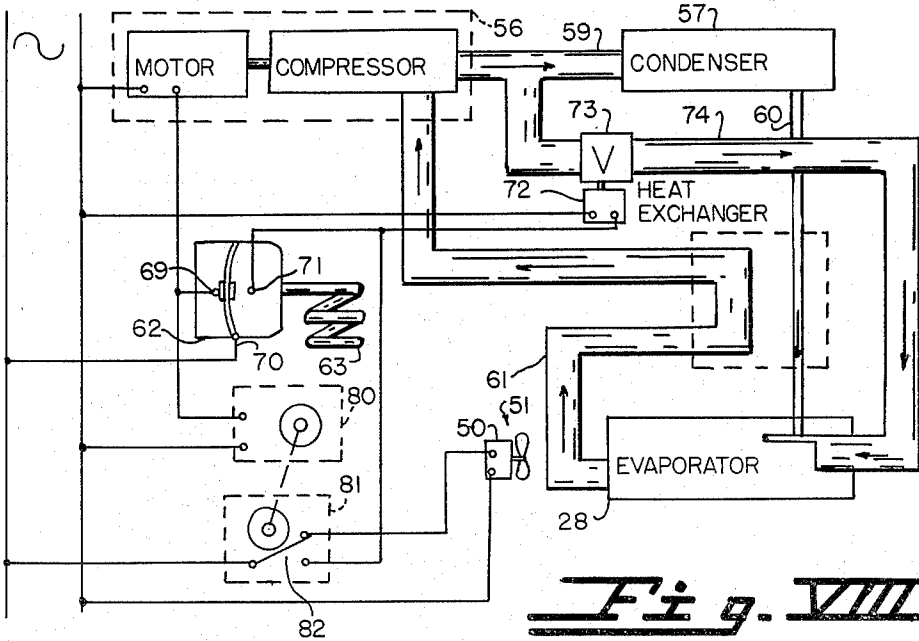 56
57
59
MOTOR
COMPRESSOR
CONDENSER
73
74
60
V
72
HEAT
EXCHANGER
69
71
62
70
63
61
80
50
51
EVAPORATOR
81
28
82
Fig. VIII